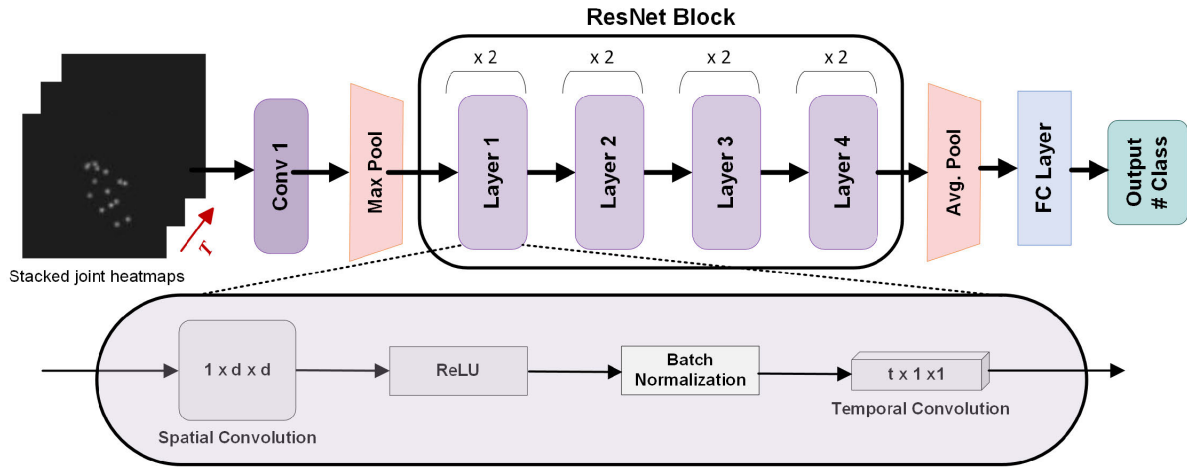 ResNet Block
x 2
x 2
x 2
x 2
Conv 1
Max Pool
Layer 1
Layer 2
Layer 3
Layer 4
Avg. Pool
FC Layer
Output
# Class
T
Stacked joint heatmaps
1 x d x d
ReLU
Batch
Normalization
t x 1 x1
Spatial Convolution
Temporal Convolution